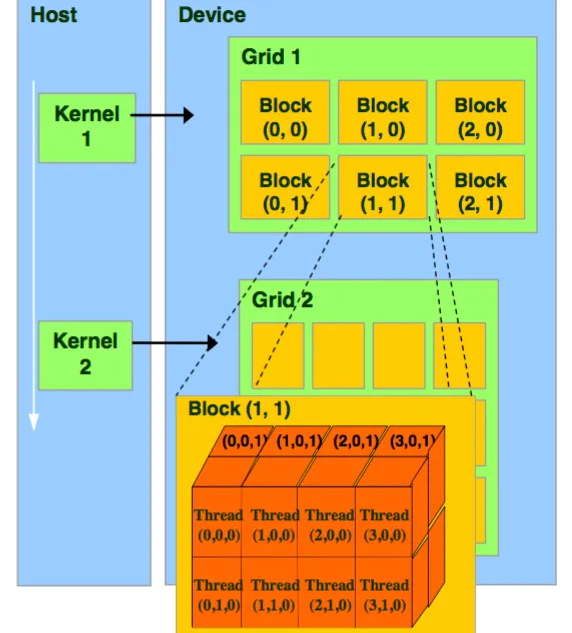 Host
Device
Grid 1
Kernel
1
Block
(0, 0)
Block
(1, 0)
Block
(2, 0)
Block
(0, 1)
Block
(1, 1)
Block
(2, 1)
Grid 2
Kernel
2
Block (1, 1)
(0,0,1) (1,0,1) (2,0,1) (3,0,1)
Thread Thread Thread Thread
(0,0,0) (1,0,0) (2,0,0) (3,0,0)
Thread Thread Thread Thread
(0,1,0) (1,1,0) (2,1,0) (3,1,0)